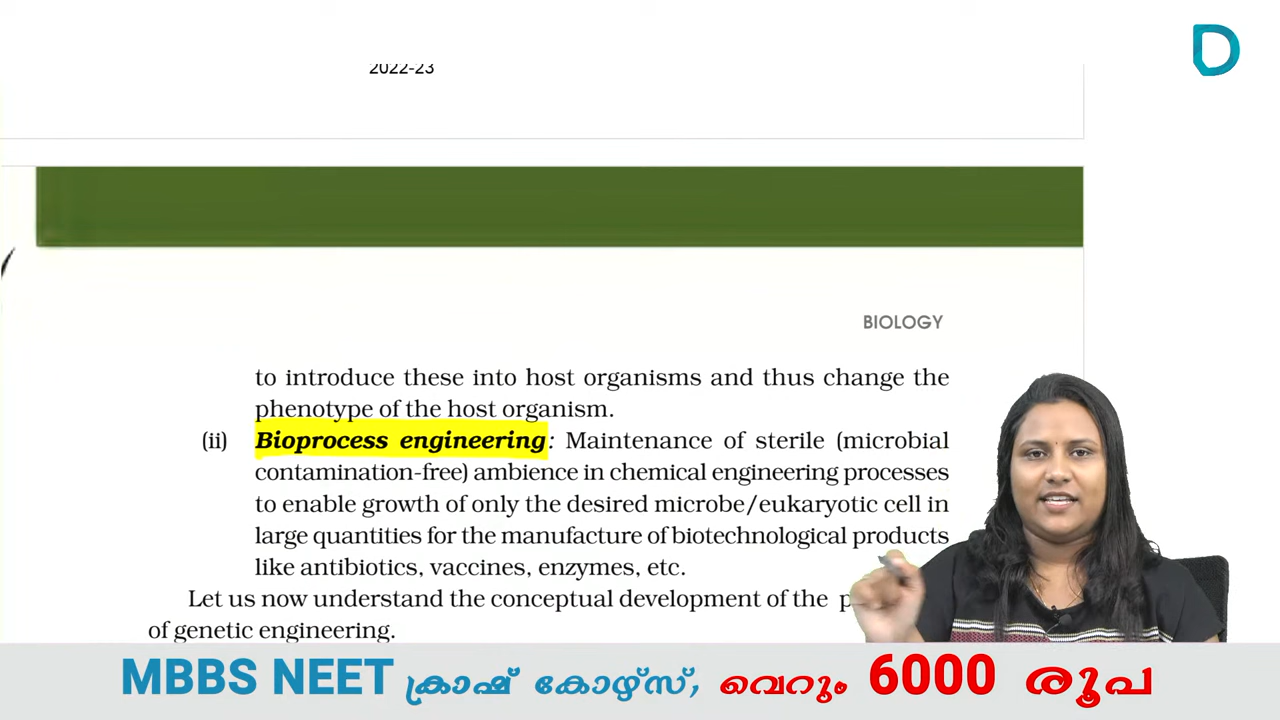 2022-23
BIOLOGY
to introduce these into host organisms and thus change the
phenotype of the host organism.
(ii) Bioprocess engineering: Maintenance of sterile (microbial
contamination-free) ambience in chemical engineering processes
to enable growth of only the desired microbe/eukaryotic cell in
large quantities for the manufacture of biotechnological products
like antibiotics, vaccines, enzymes, etc.
Let us now understand the conceptual development of the
of genetic engineering.
MBBS NEET ക്രാഷ് കോഴ്സ്, വെറും 6000 രൂപ